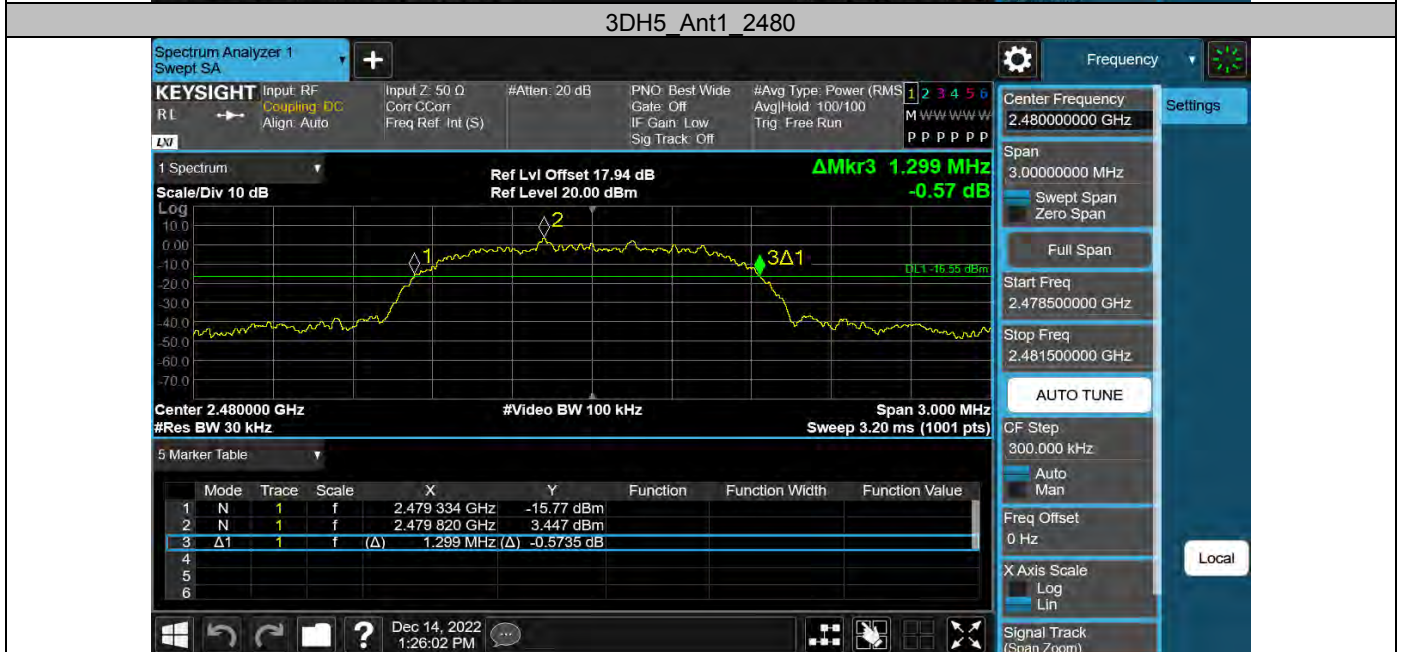 3DH5_Ant1_2480
Spectrum Analyzer 1
Swept SA
+
Frequency
KEYSIGHT
RL
LXI
Input: RF
Coupling: DC
Align: Auto
Input Z: 50 Ω
Corr CCorr
Freq Ref: Int (S)
#Atten: 20 dB
PNO: Best Wide
Gate: Off
IF Gain: Low
Sig Track: Off
#Avg Type: Power (RMS
Avg|Hold: 100/100
Trig: Free Run
1 2 3 4 5 6
M W W W W W
P P P P P P
Center Frequency
2.480000000 GHz
Settings
1 Spectrum
Scale/Div 10 dB
Ref Lvl Offset 17.94 dB
Ref Level 20.00 dBm
ΔMkr3 1.299 MHz
-0.57 dB
Span
3.00000000 MHz
Swept Span
Zero Span
Full Span
Start Freq
2.478500000 GHz
Stop Freq
2.481500000 GHz
AUTO TUNE
CF Step
300.000 kHz
Auto
Man
Freq Offset
0 Hz
X Axis Scale
Log
Lin
Signal Track
(Span Zoom)
Local
Log
10.0
0.00
-10.0
-20.0
-30.0
-40.0
-50.0
-60.0
-70.0
1
2
3Δ1
DL1 -16.55 dBm
Center 2.480000 GHz
#Video BW 100 kHz
Span 3.000 MHz
#Res BW 30 kHz
Sweep 3.20 ms (1001 pts)
5 Marker Table
Mode Trace Scale X Y Function Function Width Function Value
1 N 1 f 2.479 334 GHz -15.77 dBm
2 N 1 f 2.479 820 GHz 3.447 dBm
3 Δ1 1 f (Δ) 1.299 MHz (Δ) -0.5735 dB
4
5
6
?
Dec 14, 2022
1:26:02 PM